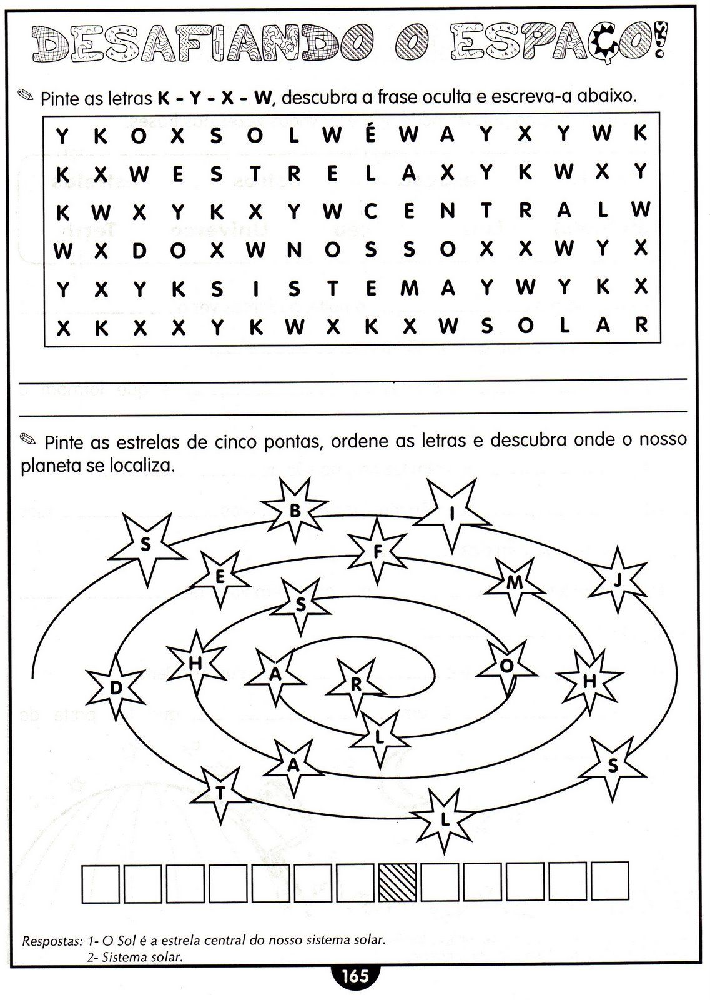 DESAFIANDO O ESPAÇO!
Pinte as letras K - Y - X - W, descubra a frase oculta e escreva-a abaixo.
Y K O X S O L W É W A Y X Y W K
K X W E S T R E L A X Y K W X Y
K W X Y K X Y W C E N T R A L W
W X D O X W N O S S O X X W Y X
Y X Y K S I S T E M A Y W Y K X
X K X X Y K W X K X W S O L A R
Pinte as estrelas de cinco pontas, ordene as letras e descubra onde o nosso
planeta se localiza.
B
I
S
F
E
M
J
S
H
A
O
D
R
H
L
A
S
T
L
Respostas: 1- O Sol é a estrela central do nosso sistema solar.
2- Sistema solar.
165